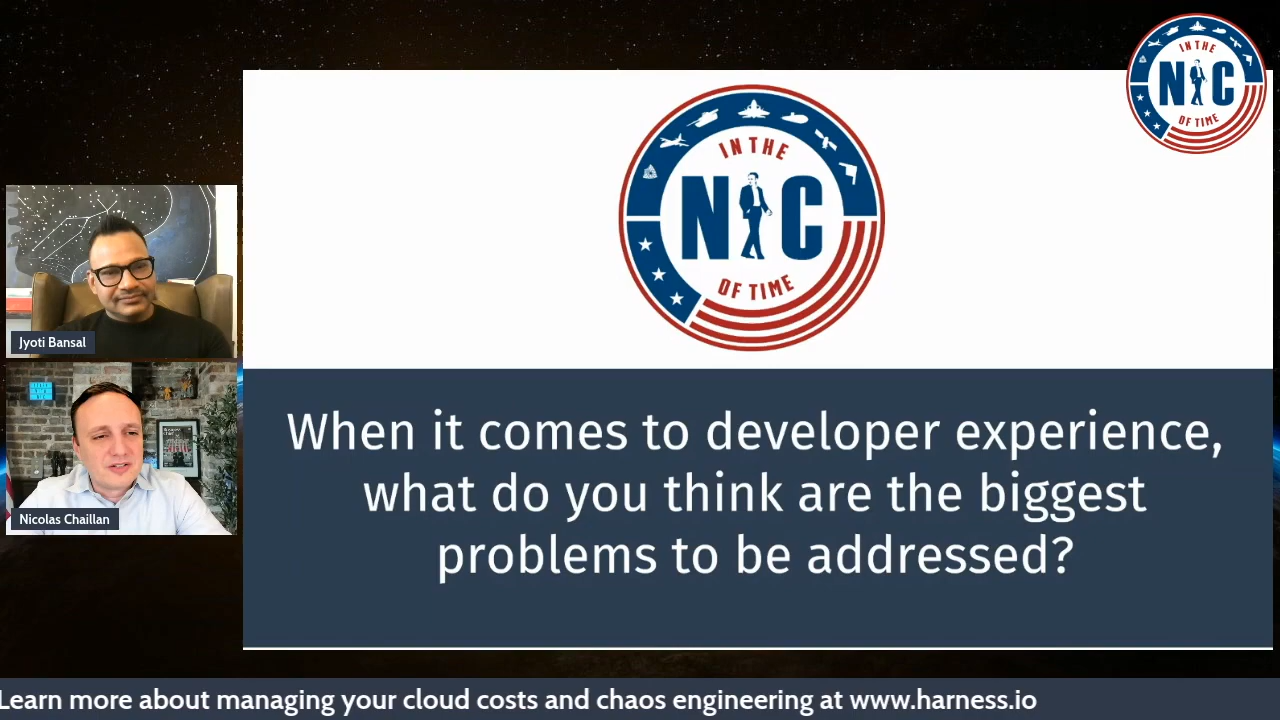 IN THE
NIC
OF TIME
IN THE
NIC
OF TIME
Jyoti Bansal
Nicolas Chaillan
When it comes to developer experience,
what do you think are the biggest
problems to be addressed?
Learn more about managing your cloud costs and chaos engineering at www.harness.io